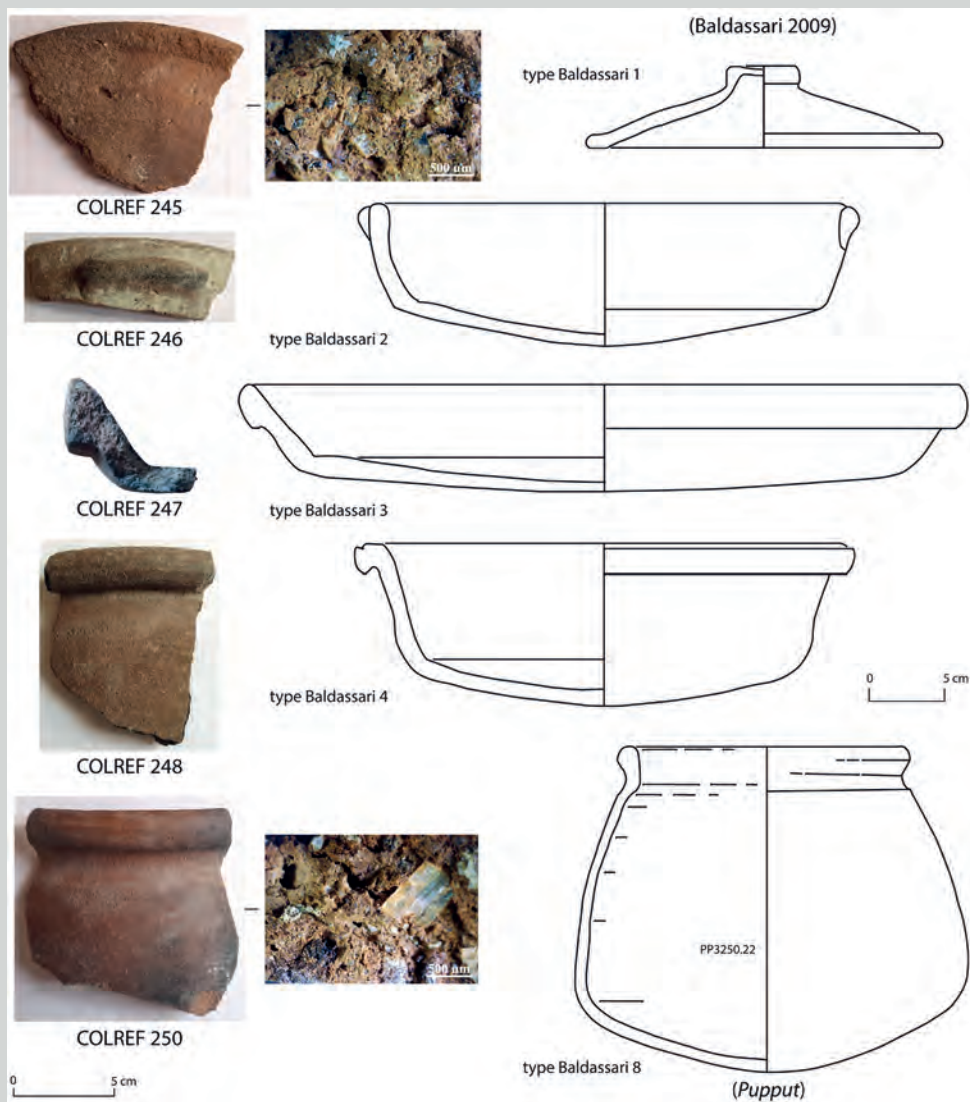 (Baldassari 2009)
type Baldassari 1
500 um
COLREF 245
COLREF 246
type Baldassari 2
COLREF 247
type Baldassari 3
COLREF 248
type Baldassari 4
0 5 cm
PP3250.22
500 um
COLREF 250
type Baldassari 8
(Pupput)
0 5 cm